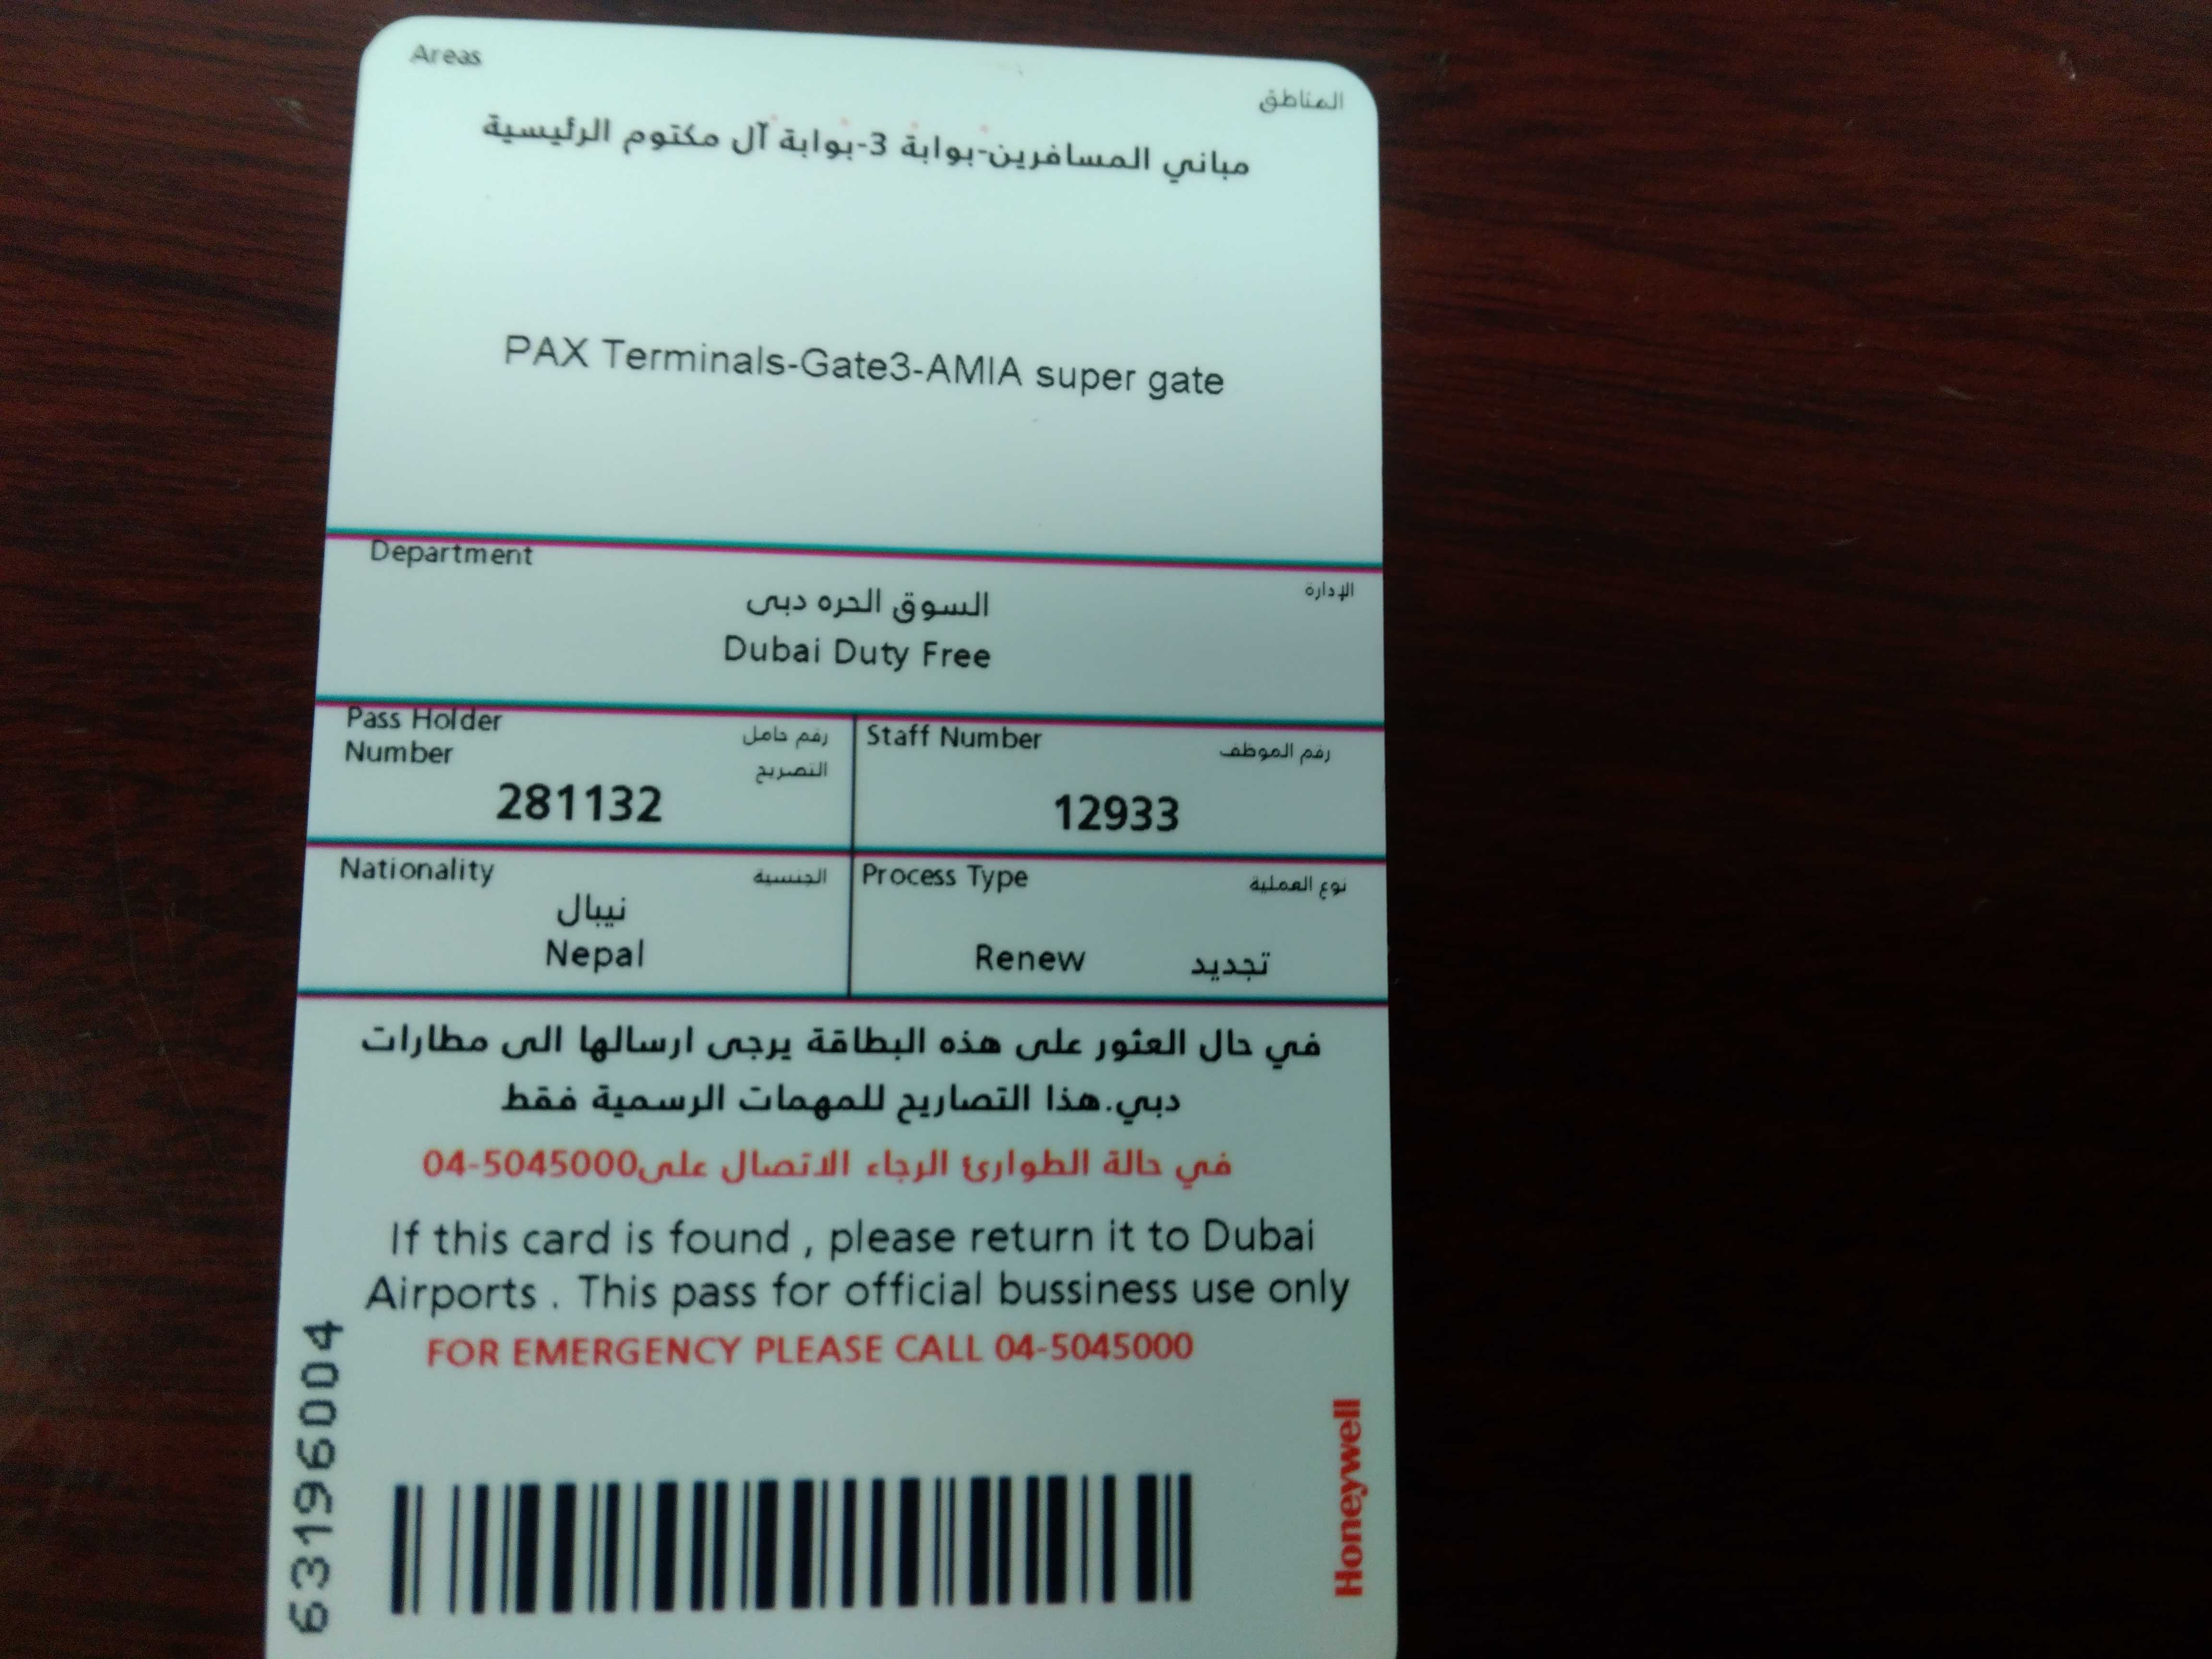 Areas
المناطق
مباني المسافرين-بوابة 3-بوابة آل مكتوم الرئيسية
PAX Terminals-Gate3-AMIA super gate
Department
الإدارة
السوق الحره دبى
Dubai Duty Free
Pass Holder
Number
رقم حامل
التصريح
281132
Staff Number
رقم الموظف
12933
Nationality
الجنسية
نيبال
Nepal
Process Type
نوع العملية
Renew تجديد
في حال العثور على هذه البطاقة يرجى ارسالها الى مطارات
دبي.هذا التصاريح للمهمات الرسمية فقط
في حالة الطوارئ الرجاء الاتصال على04-5045000
If this card is found , please return it to Dubai
Airports . This pass for official bussiness use only
FOR EMERGENCY PLEASE CALL 04-5045000
63196004
Honeywell